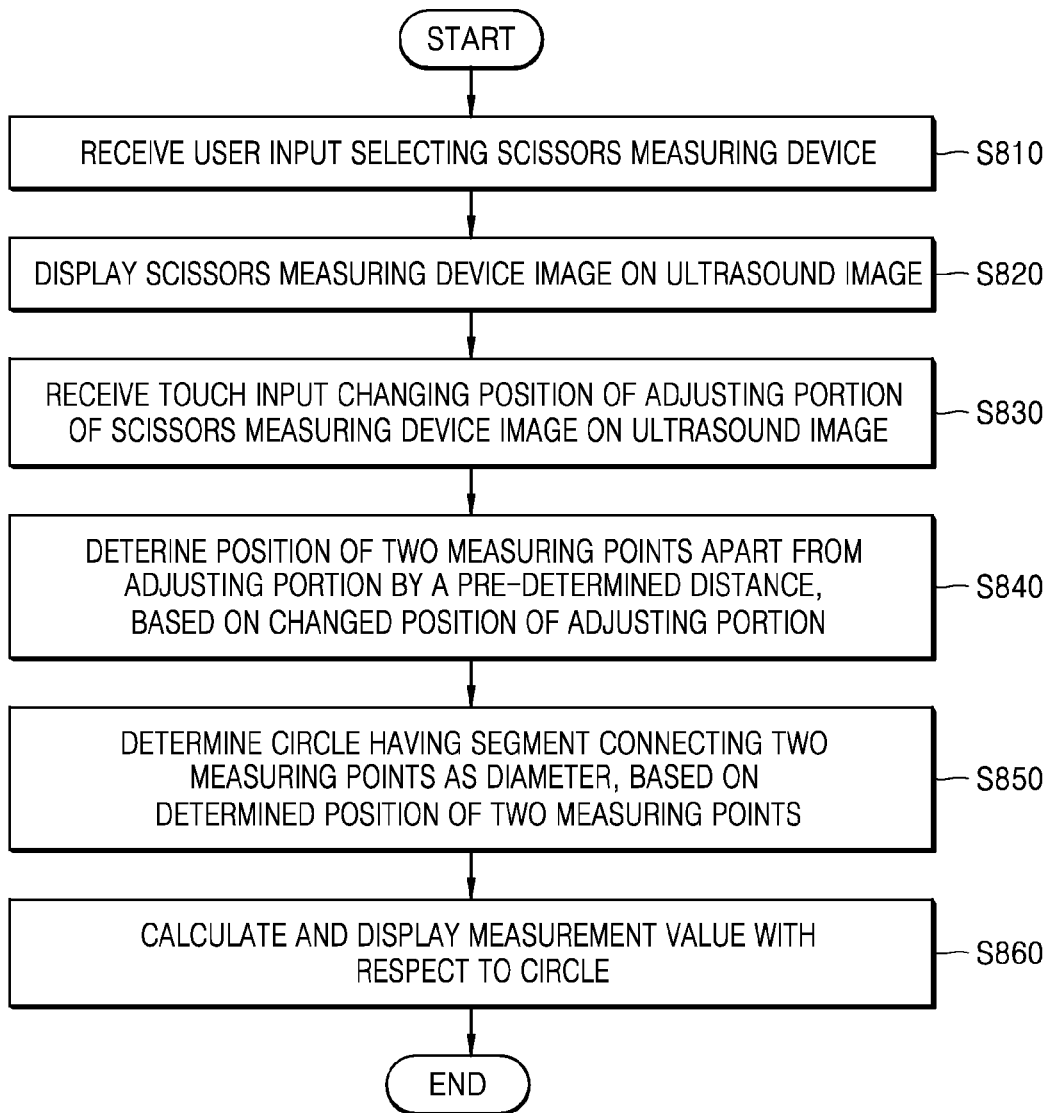 START
RECEIVE USER INPUT SELECTING SCISSORS MEASURING DEVICE
S810
DISPLAY SCISSORS MEASURING DEVICE IMAGE ON ULTRASOUND IMAGE
S820
RECEIVE TOUCH INPUT CHANGING POSITION OF ADJUSTING PORTION
OF SCISSORS MEASURING DEVICE IMAGE ON ULTRASOUND IMAGE
S830
DETERINE POSITION OF TWO MEASURING POINTS APART FROM
ADJUSTING PORTION BY A PRE-DETERMINED DISTANCE,
BASED ON CHANGED POSITION OF ADJUSTING PORTION
S840
DETERMINE CIRCLE HAVING SEGMENT CONNECTING TWO
MEASURING POINTS AS DIAMETER, BASED ON
DETERMINED POSITION OF TWO MEASURING POINTS
S850
CALCULATE AND DISPLAY MEASUREMENT VALUE WITH
RESPECT TO CIRCLE
S860
END